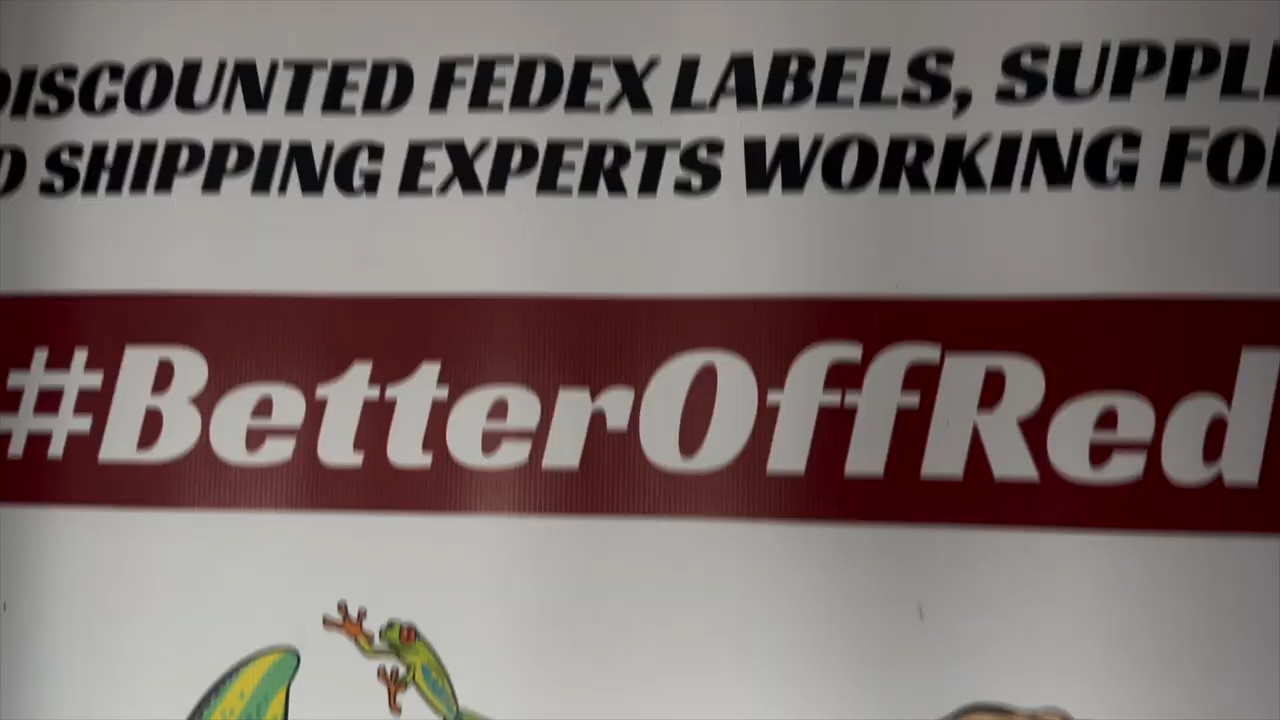 DISCOUNTED FEDEX LABELS,
SHIPPING EXPERTS WORKING
#BetterOffRed